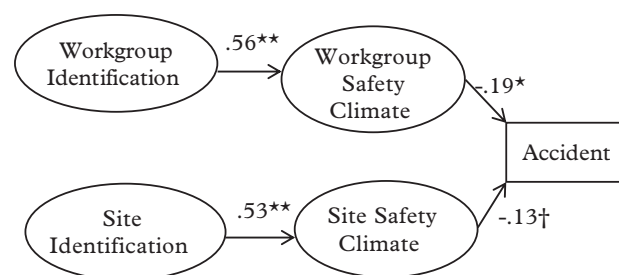 .56★★
Workgroup
Identification
Workgroup
Safety
Climate
-.19★
Accident
.53★★
Site
Identification
Site Safety
Climate
-.13†